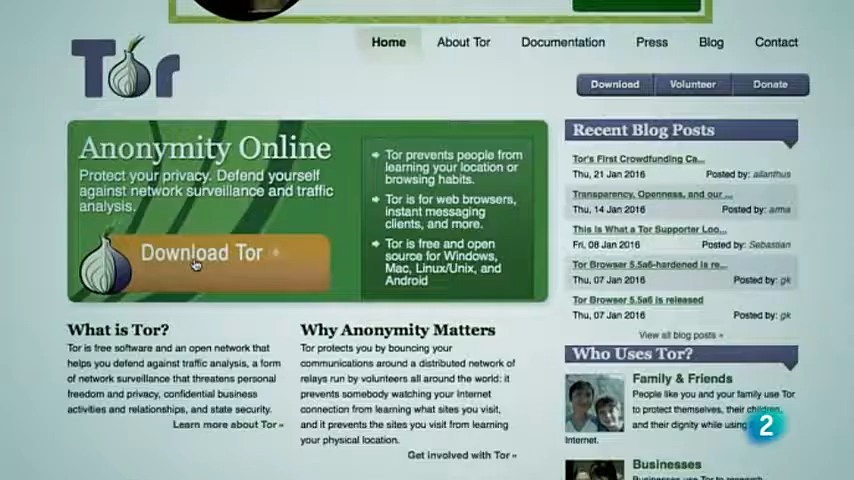 Tor
Home
About Tor
Documentation
Press
Blog
Contact
Download
Volunteer
Donate
Anonymity Online
Protect your privacy. Defend yourself
against network surveillance and traffic
analysis.
Download Tor
Tor prevents people from
learning your location or
browsing habits.
Tor is for web browsers,
instant messaging
clients, and more.
Tor is free and open
source for Windows,
Mac, Linux/Unix, and
Android
What is Tor?
Tor is free software and an open network that
helps you defend against traffic analysis, a form
of network surveillance that threatens personal
freedom and privacy, confidential business
activities and relationships, and state security.
Learn more about Tor »
Why Anonymity Matters
Tor protects you by bouncing your
communications around a distributed network of
relays run by volunteers all around the world: it
prevents somebody watching your Internet
connection from learning what sites you visit,
and it prevents the sites you visit from learning
your physical location.
Get involved with Tor »
Recent Blog Posts
Tor's First Crowdfunding Ca...
Thu, 21 Jan 2016 Posted by: ailanthus
Transparency, Openness, and our ...
Thu, 14 Jan 2016 Posted by: arma
This is What a Tor Supporter Loo...
Fri, 08 Jan 2016 Posted by: Sebastian
Tor Browser 5.5a6-hardened is re...
Thu, 07 Jan 2016 Posted by: gk
Tor Browser 5.5a6 is released
Thu, 07 Jan 2016 Posted by: gk
View all blog posts »
Who Uses Tor?
Family & Friends
People like you and your family use Tor
to protect themselves, their children,
and their dignity while using
Internet.
2
Businesses
Businesses use Tor to research